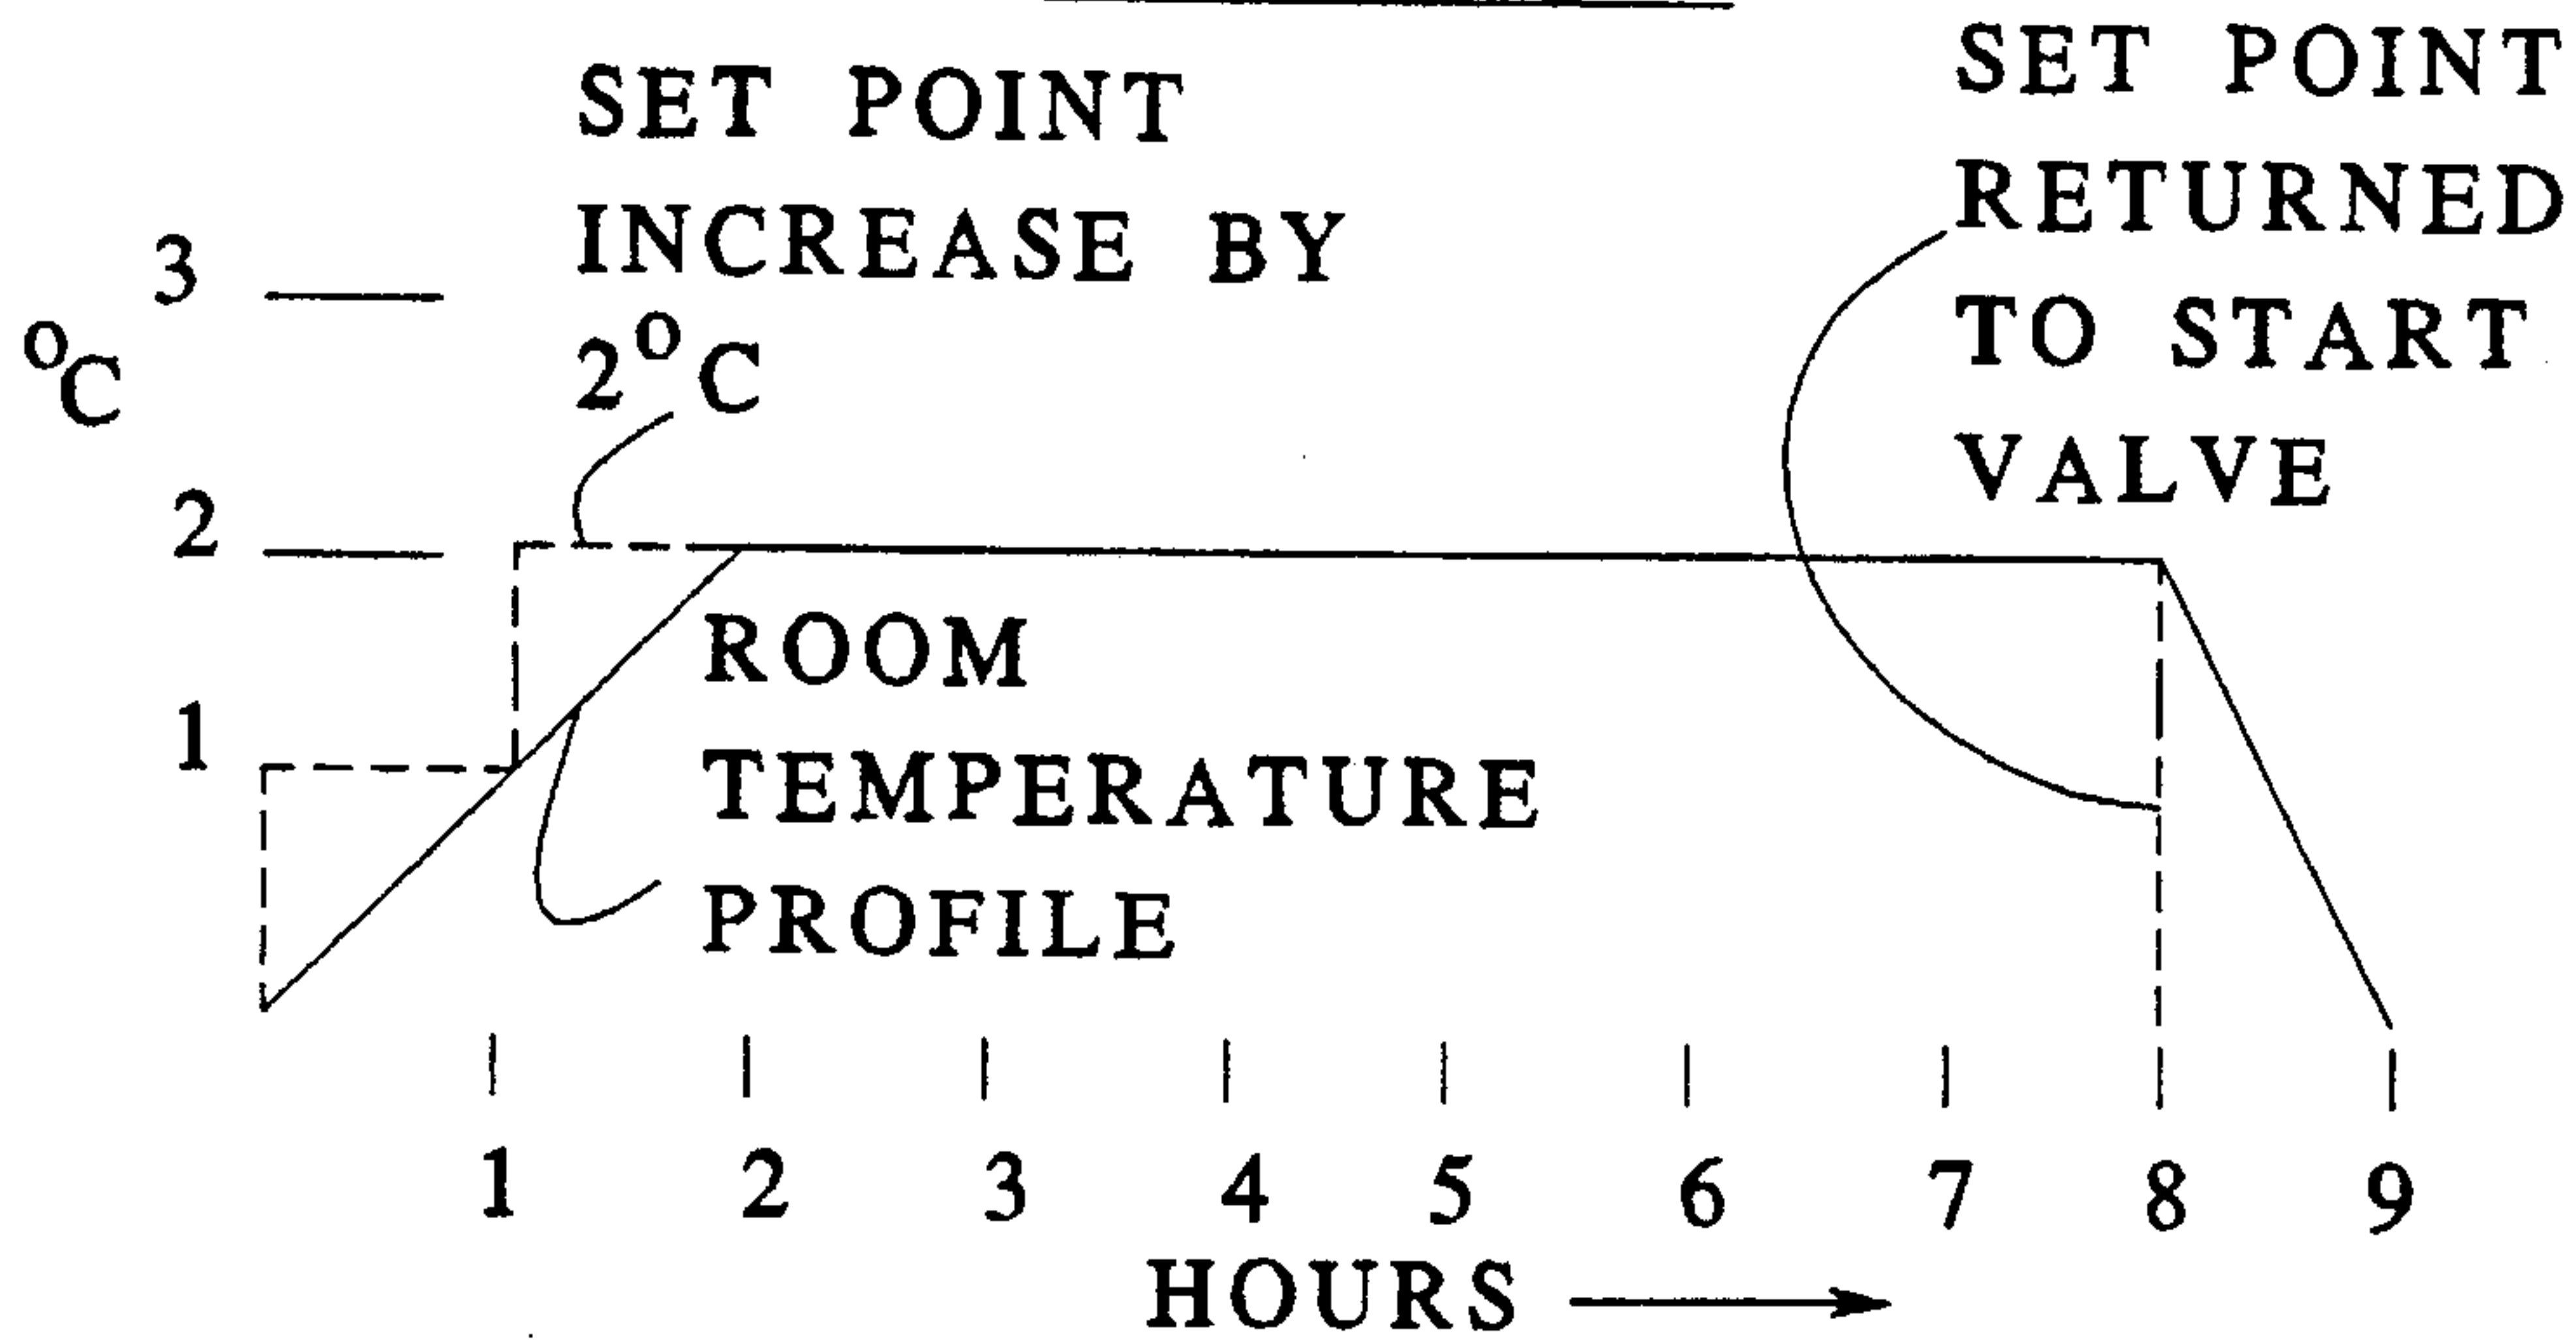 SET POINT
INCREASE BY
2°C
SET POINT
RETURNED
TO START
VALVE
3
°C
2
1
ROOM
TEMPERATURE
PROFILE
1 2 3 4 5 6 7 8 9
HOURS